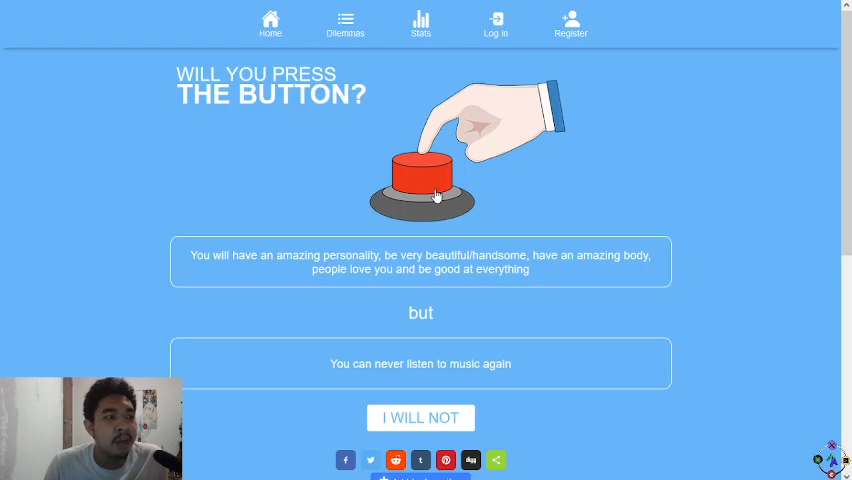 Home
Dilemmas
Stats
Log in
Register
WILL YOU PRESS
THE BUTTON?
You will have an amazing personality, be very beautiful/handsome, have an amazing body,
people love you and be good at everything
but
You can never listen to music again
I WILL NOT
digg